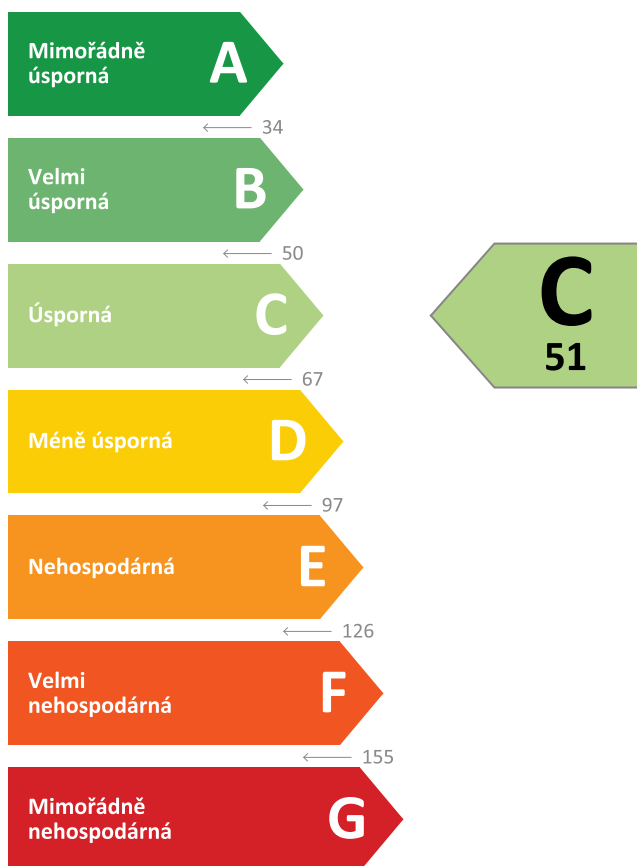 Mimořádně
úsporná
A
34
Velmi
úsporná
B
50
Úsporná
C
67
Méně úsporná
D
97
Nehospodárná
E
126
Velmi
nehospodárná
F
155
Mimořádně
nehospodárná
G
C
51